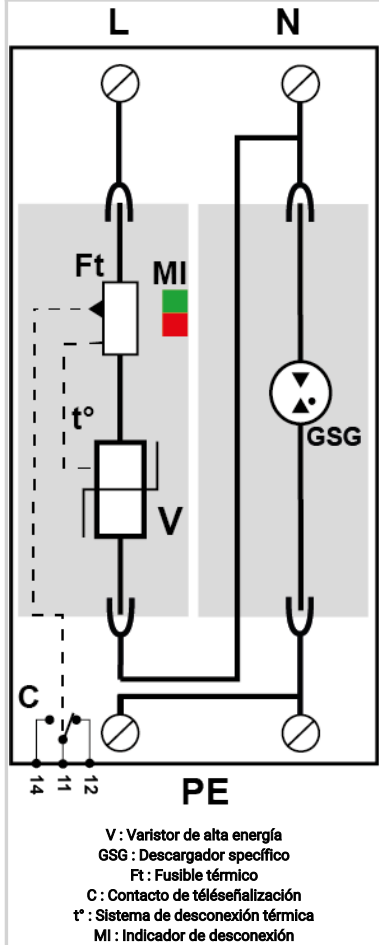 L N
Ft MI
t°
GSG
V
C
14 11 12
PE
V : Varistor de alta energía
GSG : Descargador specífico
Ft : Fusible térmico
C : Contacto de téléseñalización
t° : Sistema de desconexión térmica
MI : Indicador de desconexión